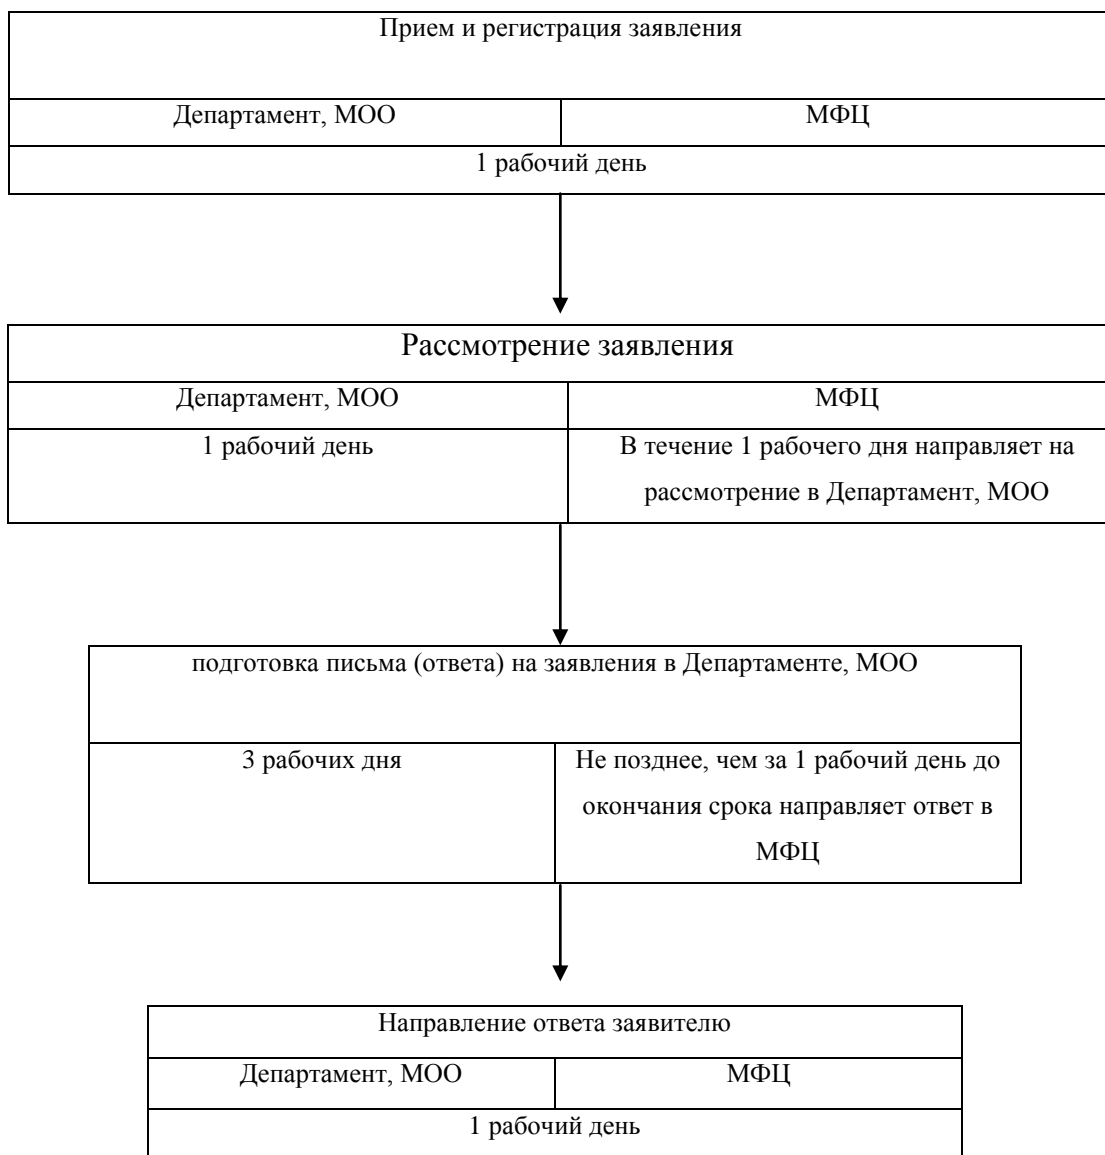 Прием и регистрация заявления
Департамент, МОО
МФЦ
1 рабочий день
Рассмотрение заявления
Департамент, МОО
МФЦ
1 рабочий день
В течение 1 рабочего дня направляет на
рассмотрение в Департамент, МОО
подготовка письма (ответа) на заявления в Департаменте, МОО
3 рабочих дня
Не позднее, чем за 1 рабочий день до
окончания срока направляет ответ в
МФЦ
Направление ответа заявителю
Департамент, МОО
МФЦ
1 рабочий день